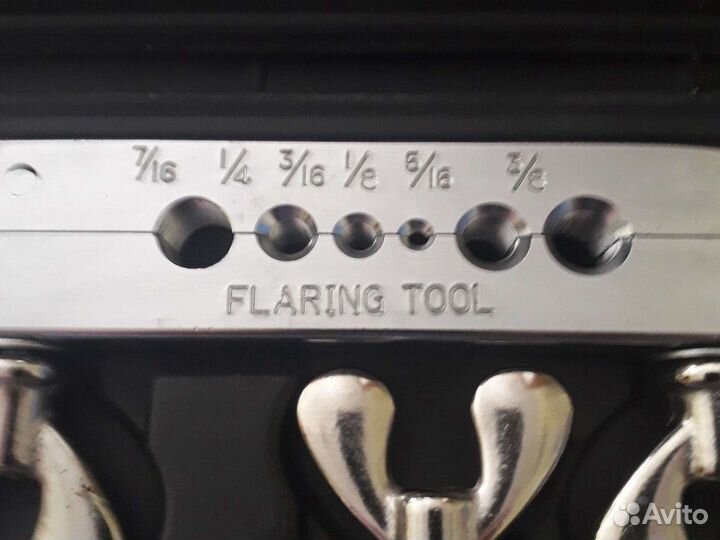 7/16 1/4 3/16 1/8 5/16 3/8
FLARING TOOL
Avito